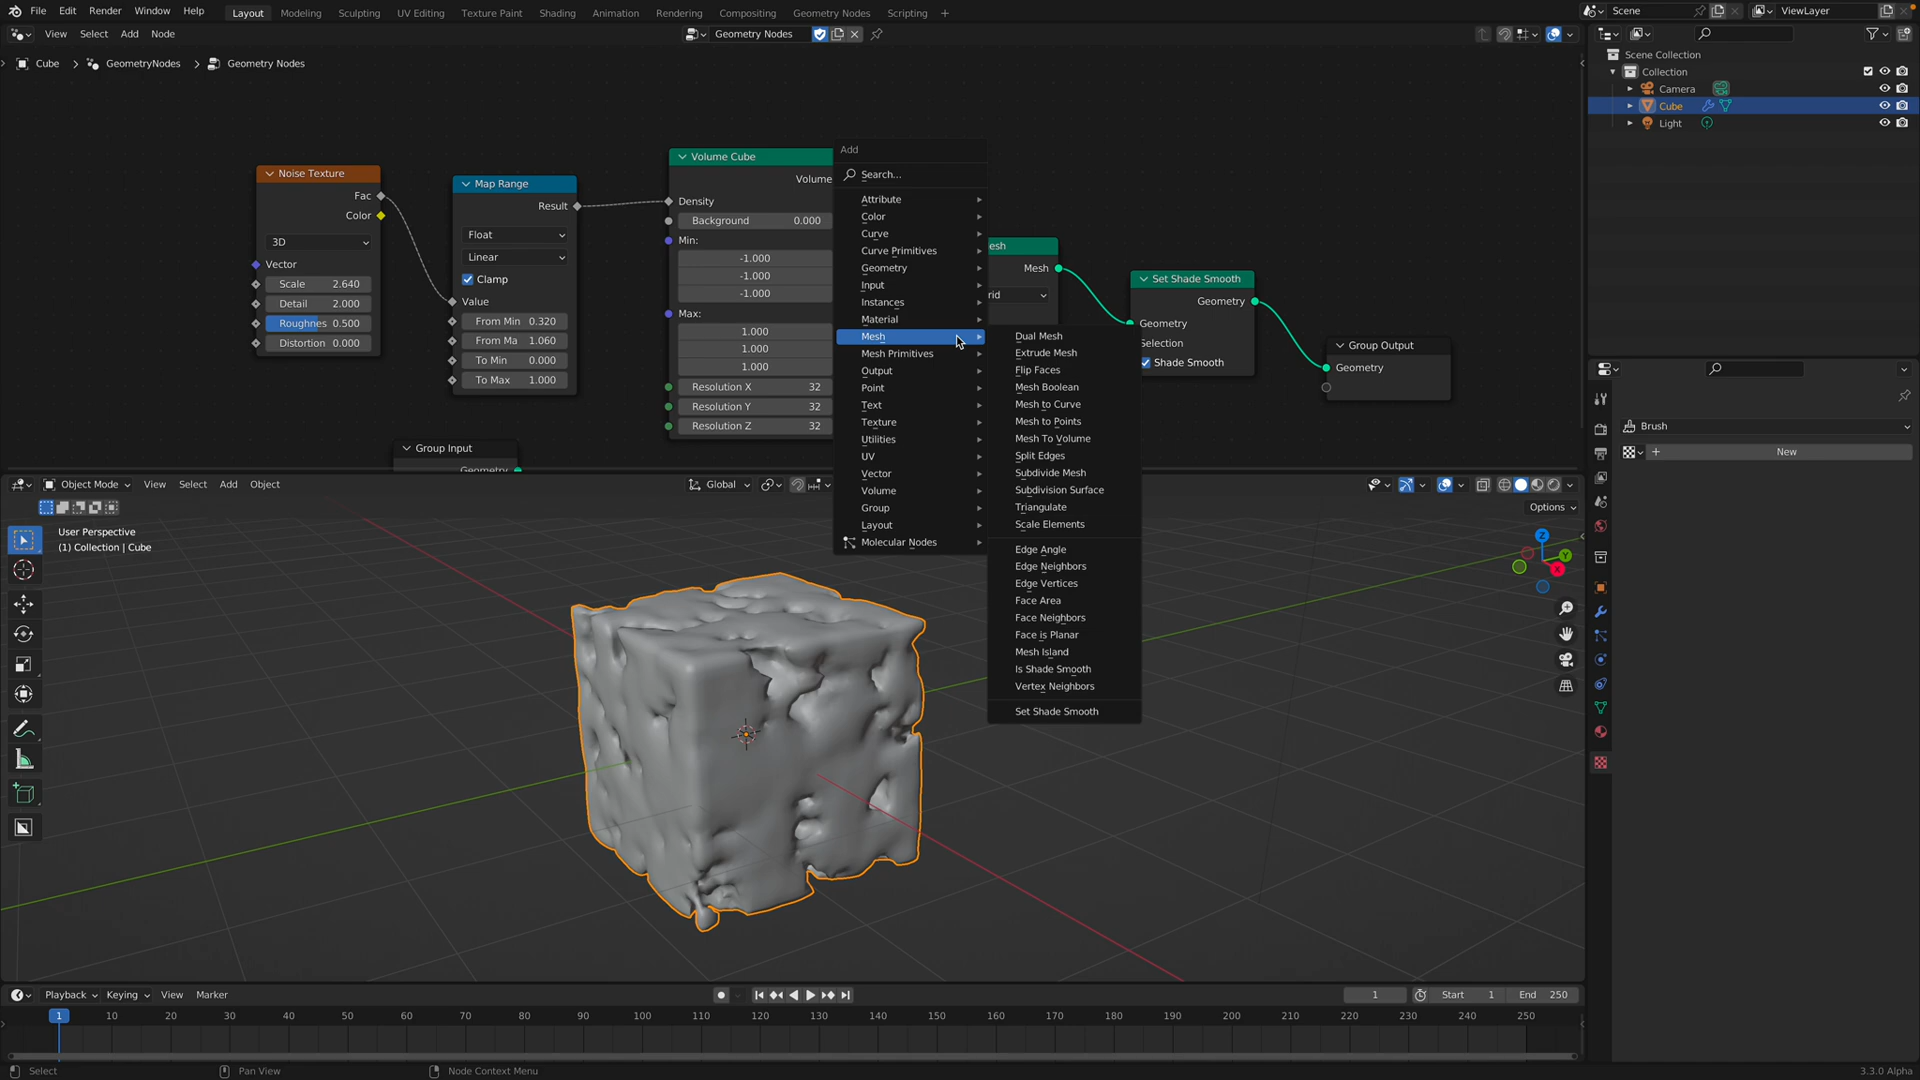 File Edit Render Window Help
Layout Modeling Sculpting UV Editing Texture Paint Shading Animation Rendering Compositing Geometry Nodes Scripting +
Scene
ViewLayer
View Select Add Node
Geometry Nodes
Cube > GeometryNodes > Geometry Nodes
Noise Texture
Fac
Color
3D
Vector
Scale 2.640
Detail 2.000
Roughnes 0.500
Distortion 0.000
Map Range
Result
Float
Linear
Clamp
Value
From Min 0.320
From Ma 1.060
To Min 0.000
To Max 1.000
Group Input
Geometry
Volume Cube
Volume
Density
Background 0.000
Min:
-1.000
-1.000
-1.000
Max:
1.000
1.000
1.000
Resolution X 32
Resolution Y 32
Resolution Z 32
Add
Search...
Attribute
Color
Curve
Curve Primitives
Geometry
Input
Instances
Material
Mesh
Mesh Primitives
Output
Point
Text
Texture
Utilities
UV
Vector
Volume
Group
Layout
Molecular Nodes
esh
Mesh
rid
Dual Mesh
Extrude Mesh
Flip Faces
Mesh Boolean
Mesh to Curve
Mesh to Points
Mesh To Volume
Split Edges
Subdivide Mesh
Subdivision Surface
Triangulate
Scale Elements
Edge Angle
Edge Neighbors
Edge Vertices
Face Area
Face Neighbors
Face is Planar
Mesh Island
Is Shade Smooth
Vertex Neighbors
Set Shade Smooth
Set Shade Smooth
Geometry
Geometry
Selection
Shade Smooth
Group Output
Geometry
Scene Collection
Collection
Camera
Cube
Light
Brush
+ New
Object Mode View Select Add Object
Global
Options
User Perspective
(1) Collection | Cube
Z
Y
X
Playback Keying View Marker
1
Start 1
End 250
1 10 20 30 40 50 60 70 80 90 100 110 120 130 140 150 160 170 180 190 200 210 220 230 240 250
Select
Pan View
Node Context Menu
3.3.0 Alpha